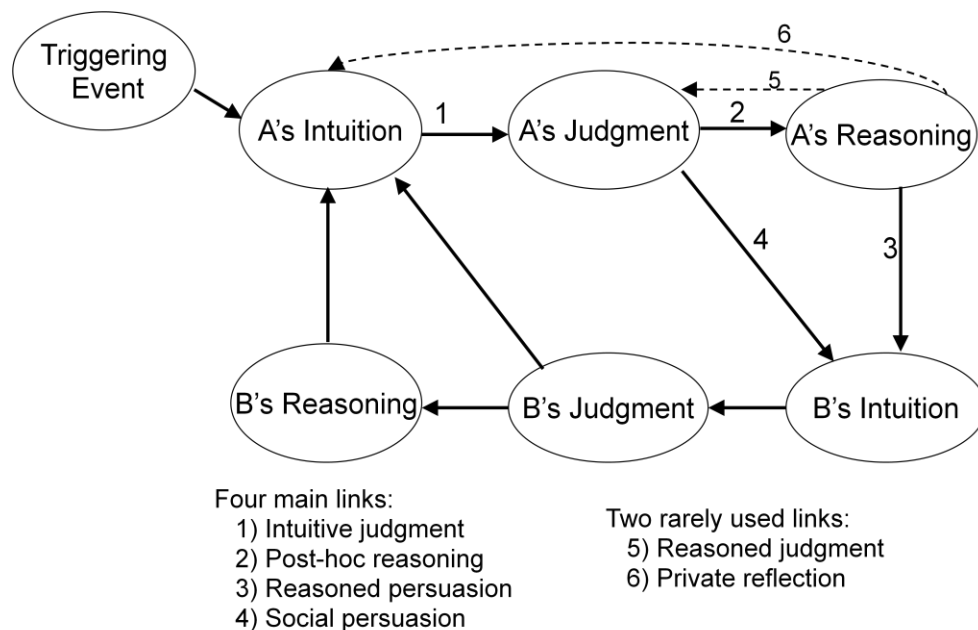 Triggering
Event
6
5
A's Intuition
1
A's Judgment
2
A's Reasoning
4
3
B's Reasoning
B's Judgment
B's Intuition
Four main links:
1) Intuitive judgment
2) Post-hoc reasoning
3) Reasoned persuasion
4) Social persuasion
Two rarely used links:
5) Reasoned judgment
6) Private reflection